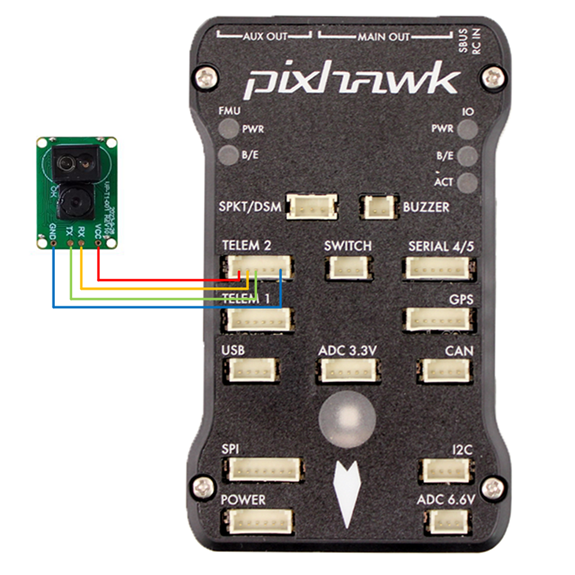 AUX OUT
MAIN OUT
SBUS
RC IN
pixhawk
FMU
IO
PWR
PWR
B/E
B/E
ACT
SPKT/DSM
BUZZER
TELEM 2
SWITCH
SERIAL 4/5
TELEM 1
GPS
USB
ADC 3.3V
CAN
SPI
I2C
POWER
ADC 6.6V
GND
TX
RX
VCC